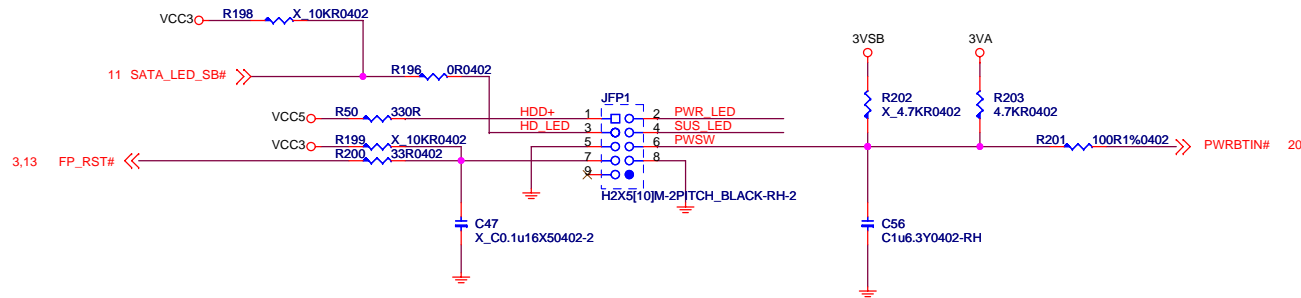 VCC3
R198
X_10KR0402
11 SATA_LED_SB#
R196
0R0402
3VSB
3VA
R202
X_4.7KR0402
R203
4.7KR0402
JFP1
VCC5
R50
330R
HDD+
1
2
PWR_LED
HD_LED
3
4
SUS_LED
VCC3
R199
X_10KR0402
5
6
PWSW
R201
100R1%0402
PWRBTIN# 20
3,13 FP_RST#
R200
33R0402
7
8
9
H2X5[10]M-2PITCH_BLACK-RH-2
C47
X_C0.1u16X50402-2
C56
C1u6.3Y0402-RH